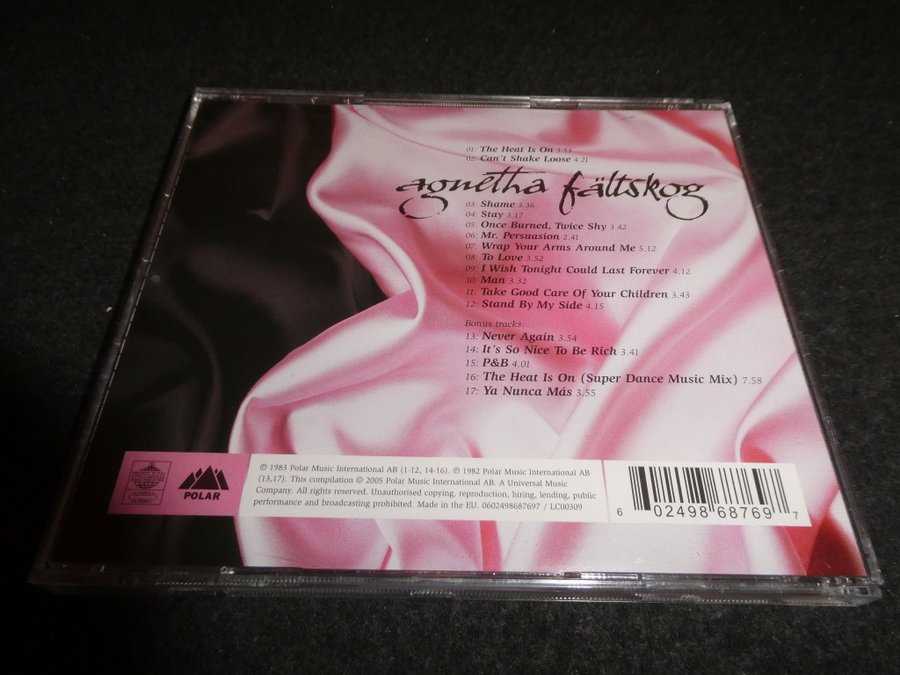 01: The Heat Is On 3.53
02: Can't Shake Loose 4.21
agnetha fältskog
03: Shame 3.36
04: Stay 3.17
05: Once Burned, Twice Shy 3.42
06: Mr. Persuasion 2.41
07: Wrap Your Arms Around Me 5.12
08: To Love 3.52
09: I Wish Tonight Could Last Forever 4.12
10: Man 3.32
11: Take Good Care Of Your Children 3.43
12: Stand By My Side 4.15
Bonus tracks:
13: Never Again 3.54
14: It's So Nice To Be Rich 3.41
15: P&B 4.01
16: The Heat Is On (Super Dance Music Mix) 7.58
17: Ya Nunca Más 3.55
POLAR
℗ 1983 Polar Music International AB (1-12, 14-16). ℗ 1982 Polar Music International AB
(13,17). This compilation © 2005 Polar Music International AB. A Universal Music
Company. All rights reserved. Unauthorised copying, reproduction, hiring, lending, public
performance and broadcasting prohibited. Made in the EU. 0602498687697 / LC00309
6 02498 68769 7